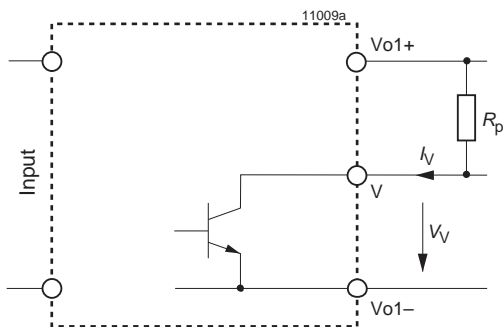 11009a
Vo1+
Rp
Input
IV
V
VV
Vo1–